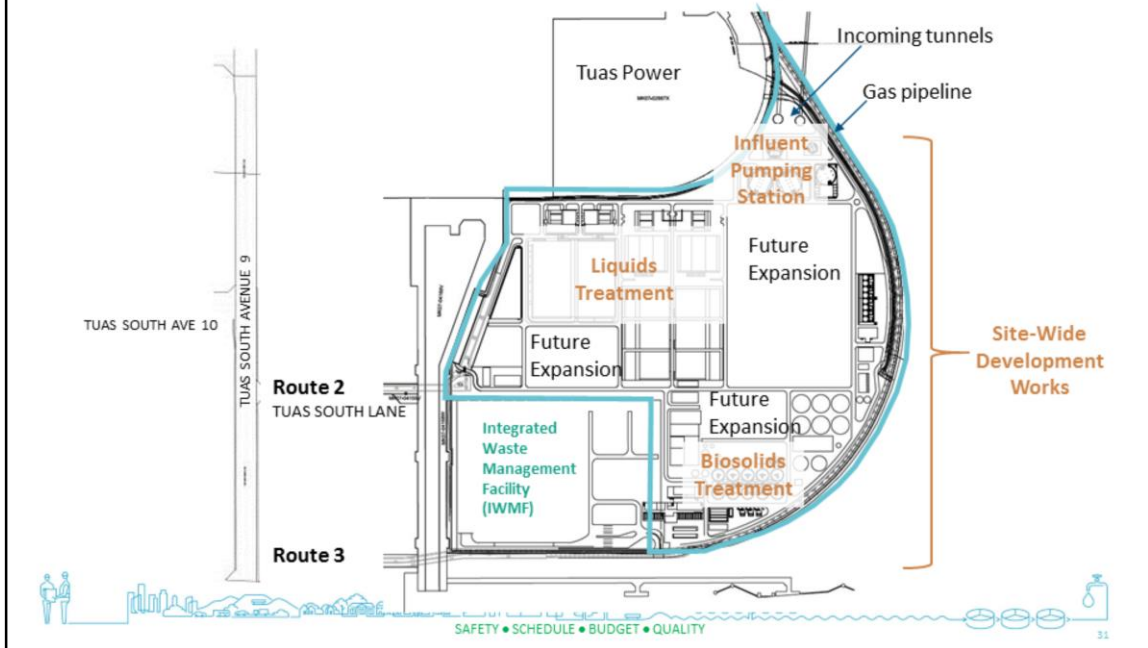 Incoming tunnels
Tuas Power
Gas pipeline
Influent
Pumping
Station
Future
Expansion
Liquids
Treatment
TUAS SOUTH AVENUE 9
TUAS SOUTH AVE 10
Future
Expansion
Site-Wide
Development
Works
Route 2
TUAS SOUTH LANE
Future
Expansion
Integrated
Waste
Management
Facility
(IWMF)
Biosolids
Treatment
Route 3
SAFETY ● SCHEDULE ● BUDGET ● QUALITY
31